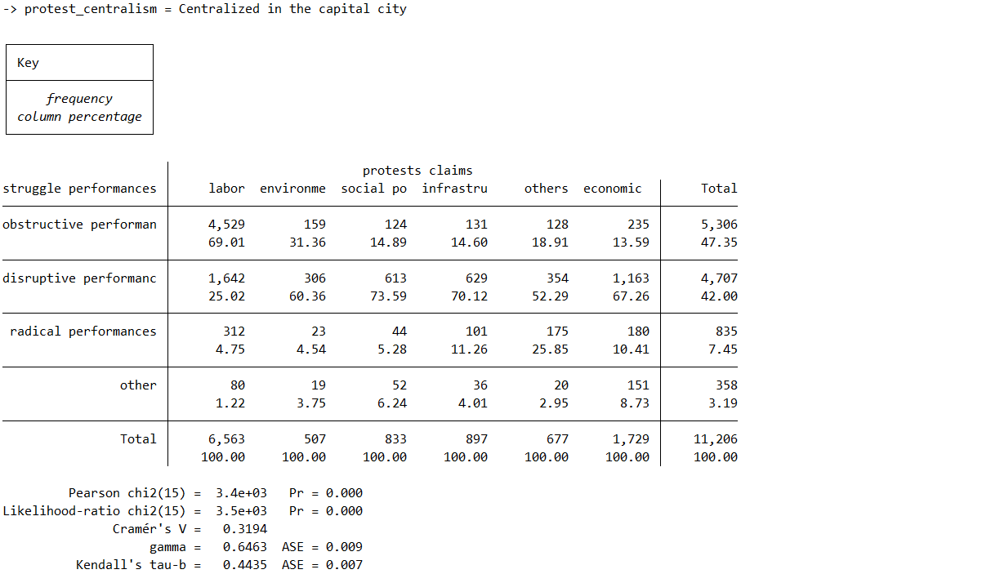 -> protest_centralism = Centralized in the capital city
Key
frequency
column percentage
protests claims
struggle performances labor environme social po infrastru others economic Total
obstructive performan 4,529 159 124 131 128 235 5,306
69.01 31.36 14.89 14.60 18.91 13.59 47.35
disruptive performanc 1,642 306 613 629 354 1,163 4,707
25.02 60.36 73.59 70.12 52.29 67.26 42.00
radical performances 312 23 44 101 175 180 835
4.75 4.54 5.28 11.26 25.85 10.41 7.45
other 80 19 52 36 20 151 358
1.22 3.75 6.24 4.01 2.95 8.73 3.19
Total 6,563 507 833 897 677 1,729 11,206
100.00 100.00 100.00 100.00 100.00 100.00 100.00
Pearson chi2(15) = 3.4e+03 Pr = 0.000
Likelihood-ratio chi2(15) = 3.5e+03 Pr = 0.000
Cramér's V = 0.3194
gamma = 0.6463 ASE = 0.009
Kendall's tau-b = 0.4435 ASE = 0.007